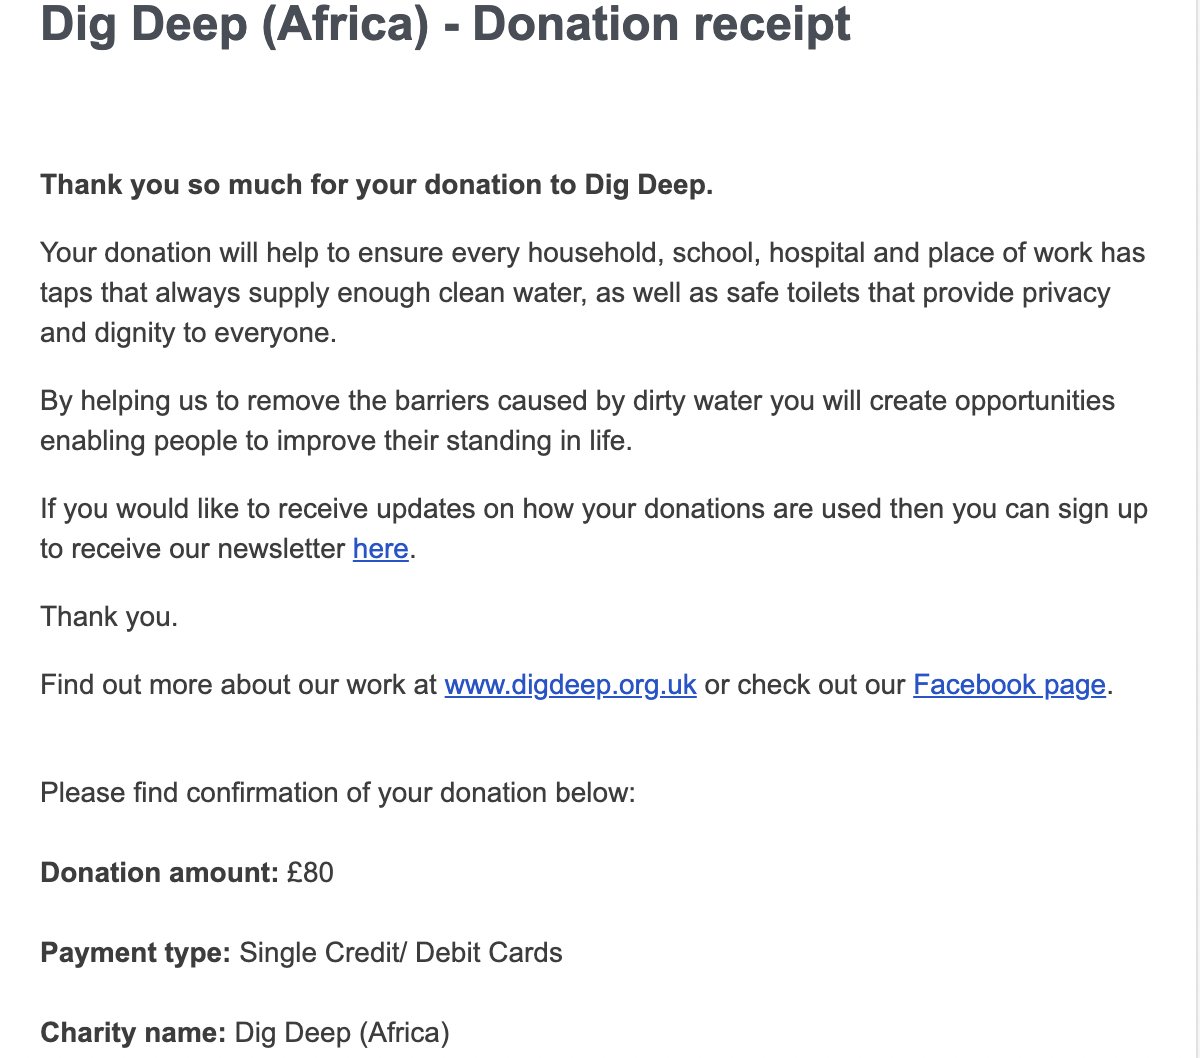 Dig Deep (Africa) - Donation receipt
Thank you so much for your donation to Dig Deep.
Your donation will help to ensure every household, school, hospital and place of work has
taps that always supply enough clean water, as well as safe toilets that provide privacy
and dignity to everyone.
By helping us to remove the barriers caused by dirty water you will create opportunities
enabling people to improve their standing in life.
If you would like to receive updates on how your donations are used then you can sign up
to receive our newsletter here.
Thank you.
Find out more about our work at www.digdeep.org.uk or check out our Facebook page.
Please find confirmation of your donation below:
Donation amount: £80
Payment type: Single Credit/ Debit Cards
Charity name: Dig Deep (Africa)